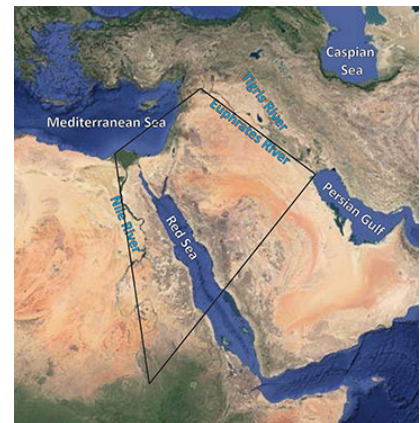 Caspian
Sea
Tigris River
Mediterranean Sea
Euphrates River
Nile River
Red Sea
Persian Gulf